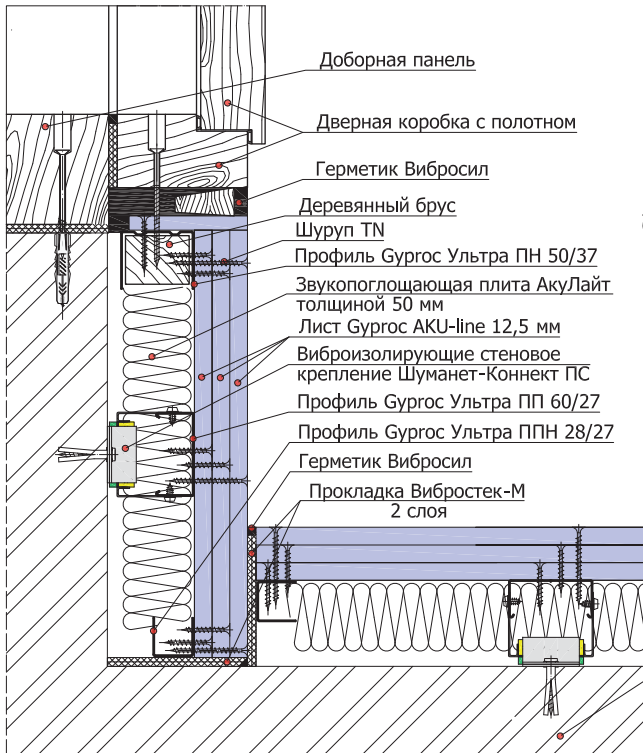 Доборная панель
Дверная коробка с полотном
Герметик Вибросил
Деревянный брус
Шуруп TN
Профиль Gyproc Ультра ПН 50/37
Звукопоглощающая плита АкуЛайт
толщиной 50 мм
Лист Gyproc AKU-line 12,5 мм
Виброизолирующие стеновое
крепление Шуманет-Коннект ПС
Профиль Gyproc Ультра ПП 60/27
Профиль Gyproc Ультра ППН 28/27
Герметик Вибросил
Прокладка Вибростек-М
2 слоя